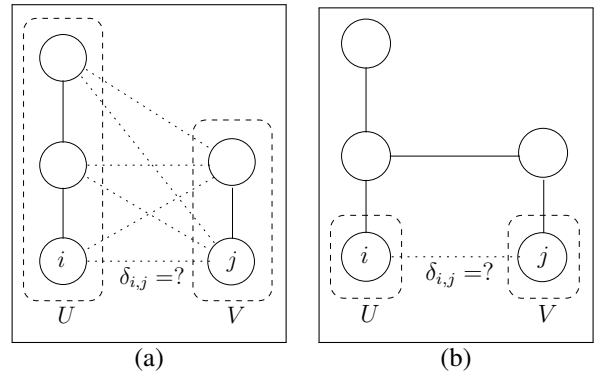 i
j
δ_{i,j} =?
U
V
(a)
i
j
δ_{i,j} =?
U
V
(b)